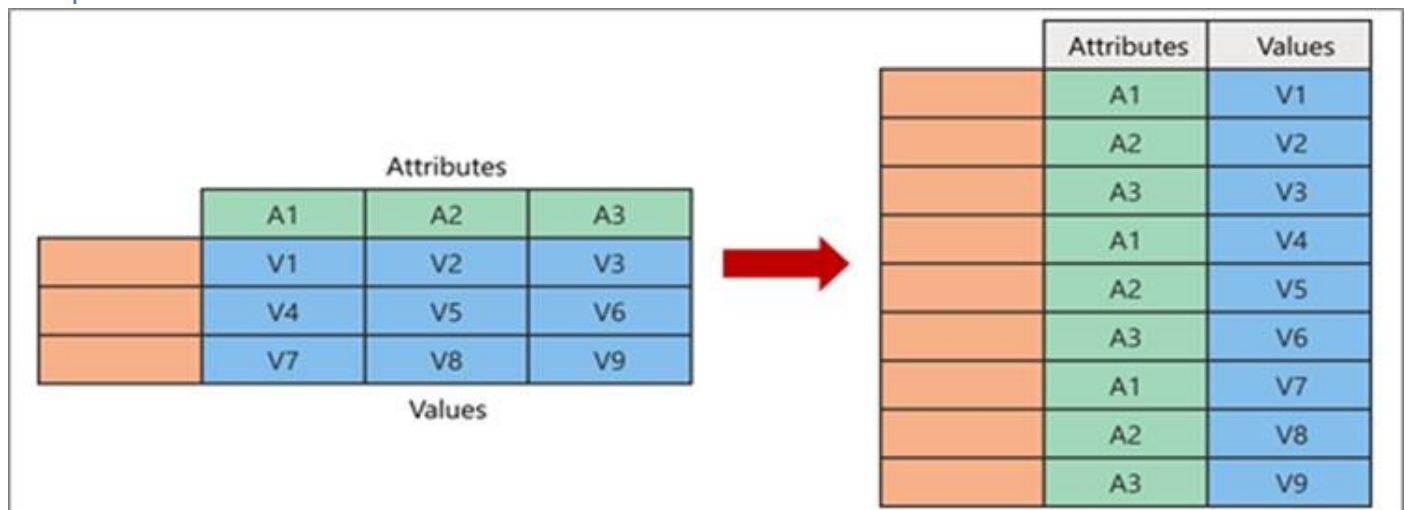 Attributes
A1 A2 A3
V1 V2 V3
V4 V5 V6
V7 V8 V9
Values
Attributes Values
A1 V1
A2 V2
A3 V3
A1 V4
A2 V5
A3 V6
A1 V7
A2 V8
A3 V9